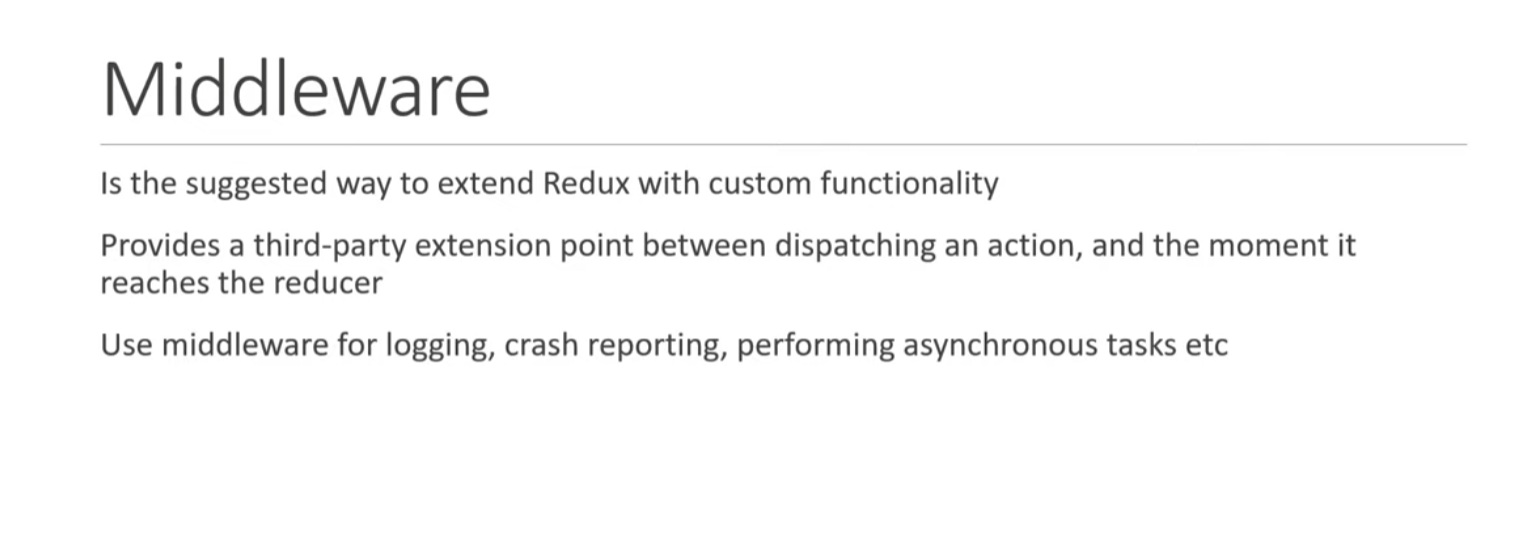 Middleware
Is the suggested way to extend Redux with custom functionality
Provides a third-party extension point between dispatching an action, and the moment it
reaches the reducer
Use middleware for logging, crash reporting, performing asynchronous tasks etc